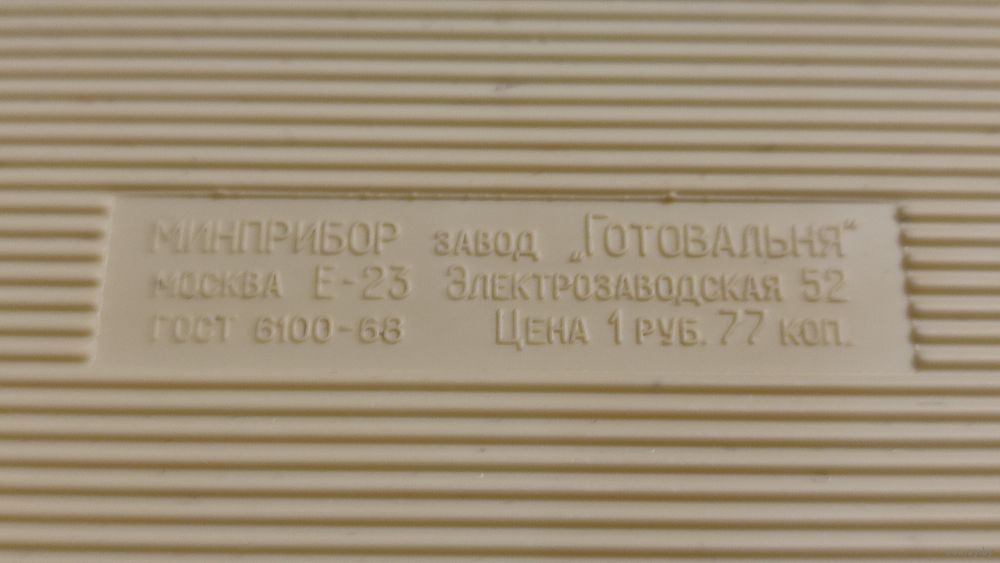 МИНПРИБОР ЗАВОД „ГОТОВАЛЬНЯ“
МОСКВА Е-23 ЭЛЕКТРОЗАВОДСКАЯ 52
ГОСТ 6100-68 ЦЕНА 1 РУБ. 77 КОП.